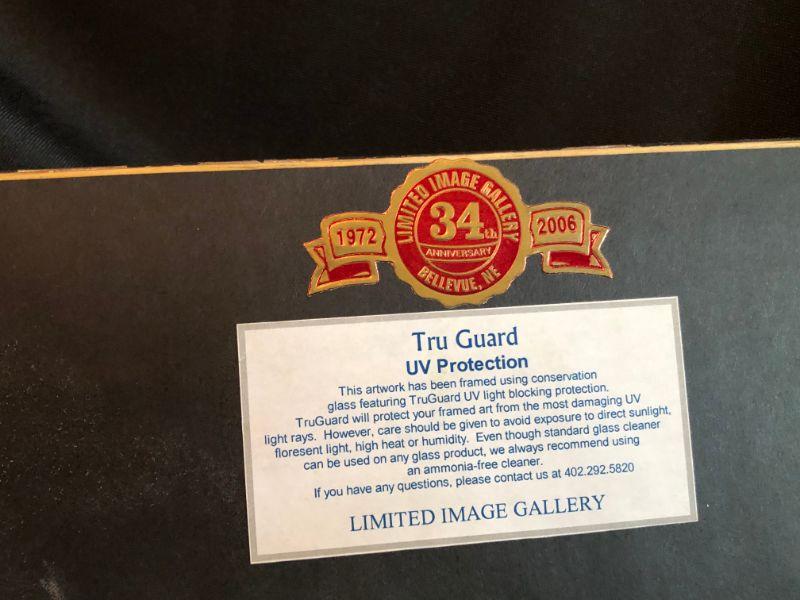 LIMITED IMAGE GALLERY
1972
34th
2006
ANNIVERSARY
BELLEVUE, NE
Tru Guard
UV Protection
This artwork has been framed using conservation
glass featuring TruGuard UV light blocking protection.
TruGuard will protect your framed art from the most damaging UV
light rays. However, care should be given to avoid exposure to direct sunlight,
floresent light, high heat or humidity. Even though standard glass cleaner
can be used on any glass product, we always recommend using
an ammonia-free cleaner.
If you have any questions, please contact us at 402.292.5820
LIMITED IMAGE GALLERY